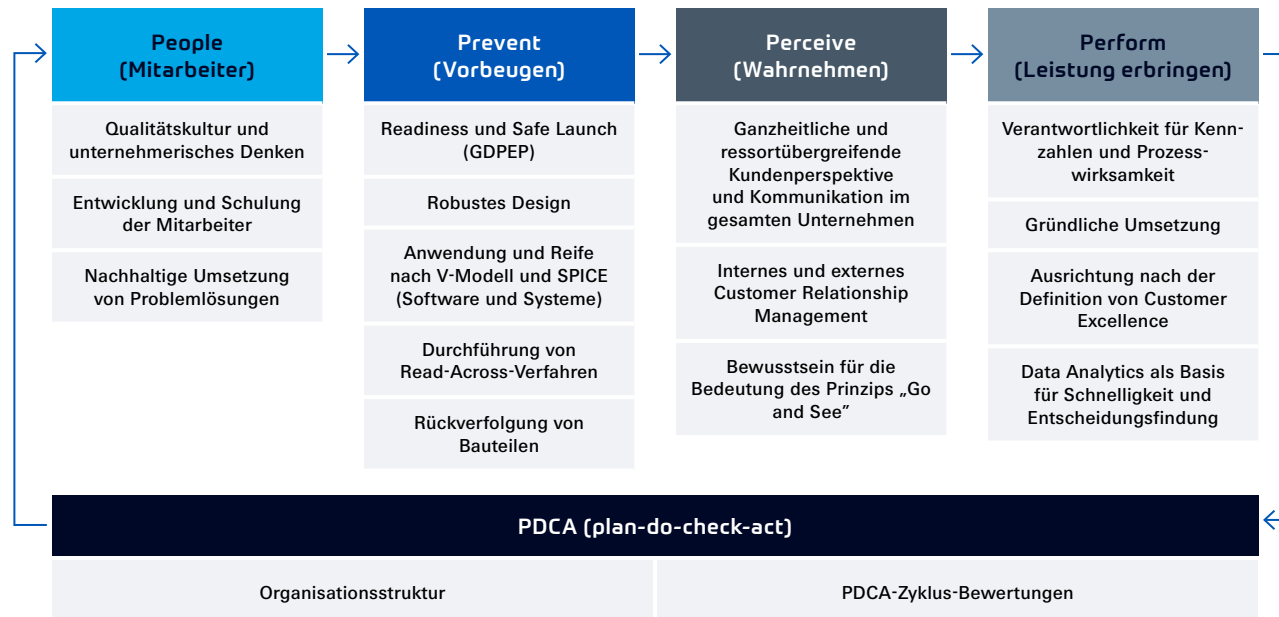 People
(Mitarbeiter)
Qualitätskultur und
unternehmerisches Denken
Entwicklung und Schulung
der Mitarbeiter
Nachhaltige Umsetzung
von Problemlösungen
Prevent
(Vorbeugen)
Readiness und Safe Launch
(GDPEP)
Robustes Design
Anwendung und Reife
nach V-Modell und SPICE
(Software und Systeme)
Durchführung von
Read-Across-Verfahren
Rückverfolgung von
Bauteilen
Perceive
(Wahrnehmen)
Ganzheitliche und
ressortübergreifende
Kundenperspektive
und Kommunikation im
gesamten Unternehmen
Internes und externes
Customer Relationship
Management
Bewusstsein für die
Bedeutung des Prinzips „Go
and See”
Perform
(Leistung erbringen)
Verantwortlichkeit für Kenn-
zahlen und Prozess-
wirksamkeit
Gründliche Umsetzung
Ausrichtung nach der
Definition von Customer
Excellence
Data Analytics als Basis
für Schnelligkeit und
Entscheidungsfindung
PDCA (plan-do-check-act)
Organisationsstruktur
PDCA-Zyklus-Bewertungen